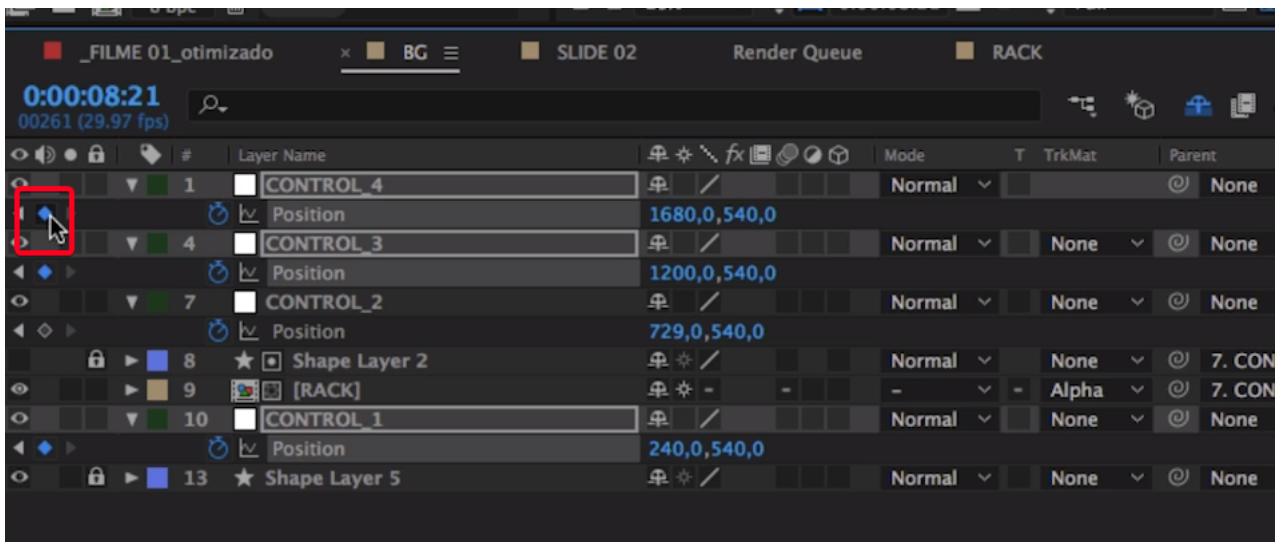 8 bpc
_FILME 01_otimizado × BG SLIDE 02 Render Queue RACK
0:00:08:21
00261 (29.97 fps)
# Layer Name fx Mode T TrkMat Parent
1 CONTROL_4 Normal None
Position 1680,0,540,0
4 CONTROL_3 Normal None None
Position 1200,0,540,0
7 CONTROL_2 Normal None None
Position 729,0,540,0
8 Shape Layer 2 Normal None 7. CON
9 [RACK] - - - - Alpha 7. CON
10 CONTROL_1 Normal None None
Position 240,0,540,0
13 Shape Layer 5 Normal None None